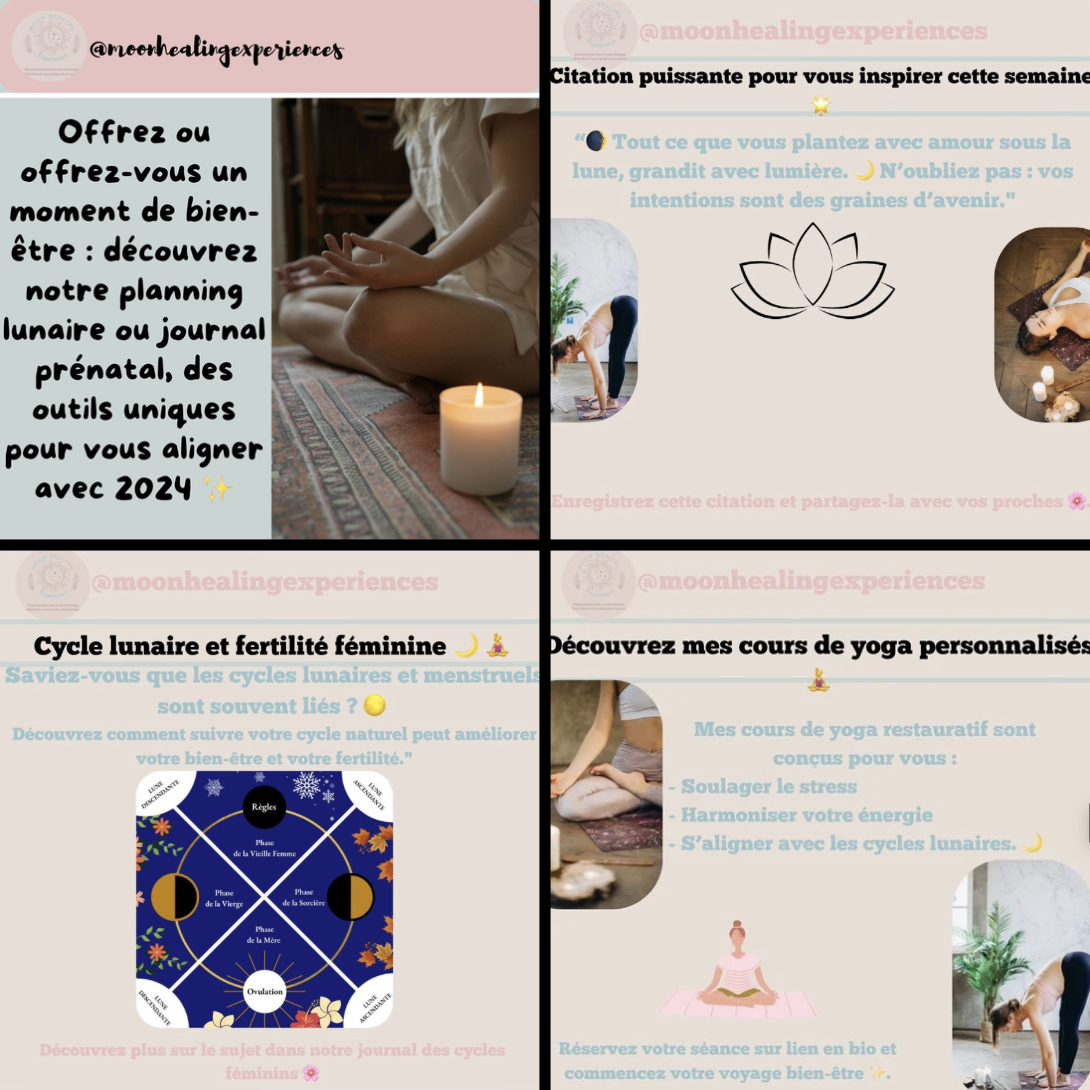 @moonhealingexperiences
Offrez ou
offrez-vous un
moment de bien-
être : découvrez
notre planning
lunaire ou journal
prénatal, des
outils uniques
pour vous aligner
avec 2024 ✨
@moonhealingexperiences
Citation puissante pour vous inspirer cette semaine
🌟
"🌒 Tout ce que vous plantez avec amour sous la
lune, grandit avec lumière. 🌙 N'oubliez pas : vos
intentions sont des graines d'avenir."
Enregistrez cette citation et partagez-la avec vos proches 🌸.
@moonhealingexperiences
Cycle lunaire et fertilité féminine 🌙🧘‍♀️
Saviez-vous que les cycles lunaires et menstruels
sont souvent liés ? 🌕
Découvrez comment suivre votre cycle naturel peut améliorer
votre bien-être et votre fertilité."
LUNE
DESCENDANTE
LUNE
ASCENDANTE
Règles
Phase
de la Vieille Femme
Phase
de la Vierge
Phase
de la Sorcière
Phase
de la Mère
Ovulation
LUNE
DESCENDANTE
LUNE
ASCENDANTE
Découvrez plus sur le sujet dans notre journal des cycles
féminins 🌸
@moonhealingexperiences
Découvrez mes cours de yoga personnalisés
🧘‍♀️
Mes cours de yoga restauratif sont
conçus pour vous :
- Soulager le stress
- Harmoniser votre énergie
- S'aligner avec les cycles lunaires. 🌙
Réservez votre séance sur lien en bio et
commencez votre voyage bien-être ✨.